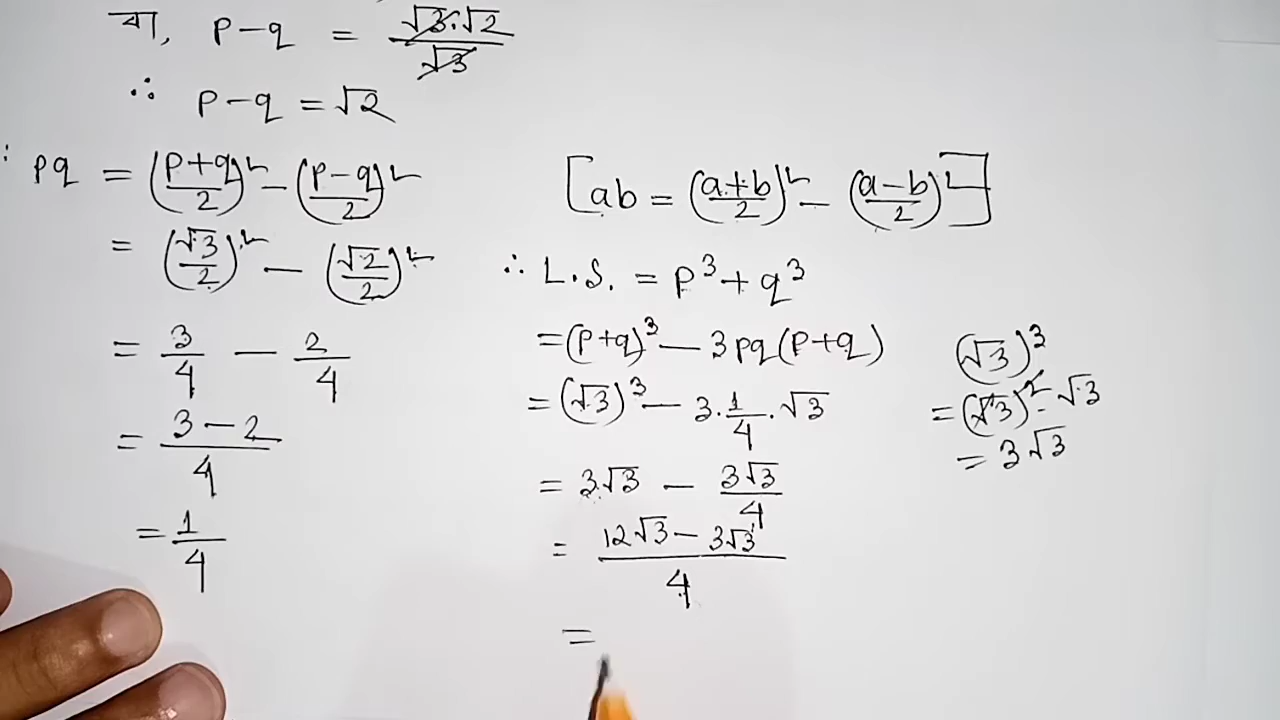 বা, p-q = √3.√2/√3
∴ p-q = √2
: pq = (p+q/2)² - (p-q/2)²
= (√3/2)² - (√2/2)²
= 3/4 - 2/4
= 3-2/4
= 1/4
[ab = (a+b/2)² - (a-b/2)²]
∴ L.S. = p³+q³
= (p+q)³ - 3pq(p+q)
= (√3)³ - 3.1/4.√3
= 3√3 - 3√3/4
= 12√3 - 3√3/4
=
(√3)³
= (√3)².√3
= 3√3